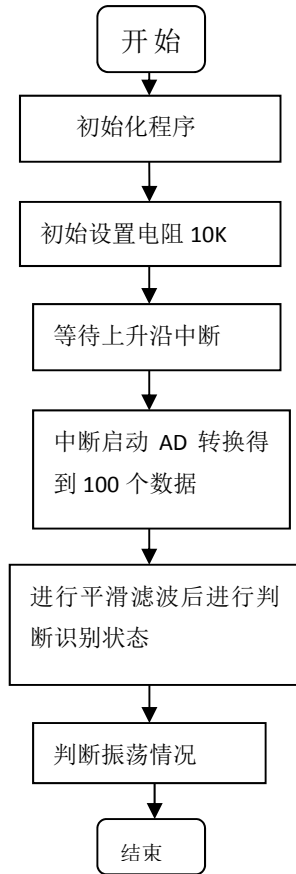 开 始
初始化程序
初始设置电阻 10K
等待上升沿中断
中断启动 AD 转换得
到 100 个数据
进行平滑滤波后进行判
断识别状态
判断振荡情况
结束